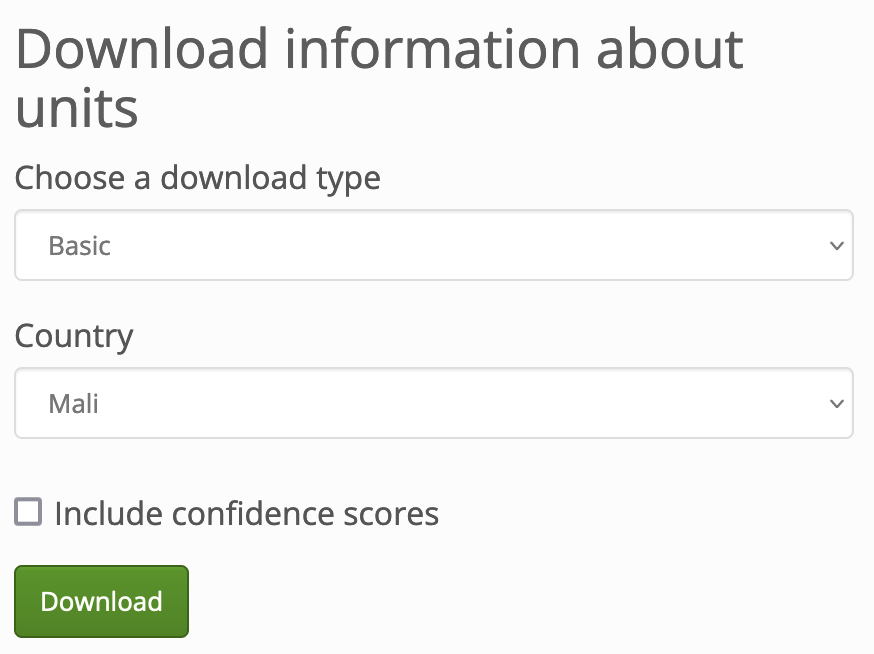 Download information about
units
Choose a download type
Basic
Country
Mali
Include confidence scores
Download